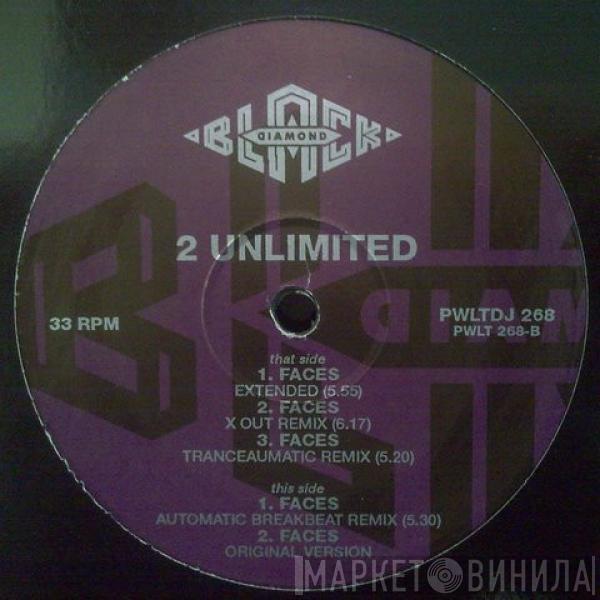 BLACK
DIAMOND
2 UNLIMITED
33 RPM
PWLTDJ 268
PWLT 268-B
that side
1. FACES
EXTENDED (5.55)
2. FACES
X OUT REMIX (6.17)
3. FACES
TRANCEAUMATIC REMIX (5.20)
this side
1. FACES
AUTOMATIC BREAKBEAT REMIX (5.30)
2. FACES
ORIGINAL VERSION
МАРКЕТ ВИНИЛА